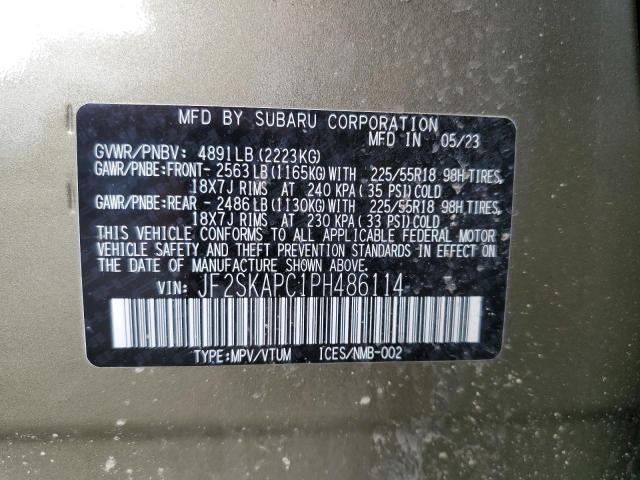 MFD BY SUBARU CORPORATION
MFD IN 05/23
GVWR/PNBV: 4891LB(2223KG)
GAWR/PNBE:FRONT- 2563LB(1165KG)WITH 225/55R18 98H TIRES,
18X7J RIMS AT 240 KPA(35 PSI)COLD
GAWR/PNBE:REAR - 2486LB(1130KG)WITH 225/55R18 98H TIRES,
18X7J RIMS AT 230 KPA(33 PSI)COLD
THIS VEHICLE CONFORMS TO ALL APPLICABLE FEDERAL MOTOR
VEHICLE SAFETY AND THEFT PREVENTION STANDARDS IN EFFECT ON
THE DATE OF MANUFACTURE SHOWN ABOVE.
VIN: JF2SKAPC1PH486114
TYPE:MPV/VTUM ICES/NMB-002